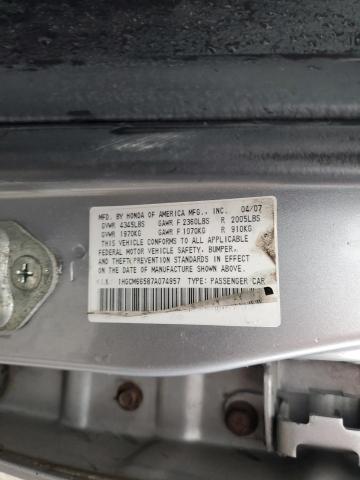 MFD. BY HONDA OF AMERICA MFG., INC. 04/07
GVWR 4345LBS GAWR F 2360LBS R 2005LBS
GVWR 1970KG GAWR F 1070KG R 910KG
THIS VEHICLE CONFORMS TO ALL APPLICABLE
FEDERAL MOTOR VEHICLE SAFETY, BUMPER,
AND THEFT PREVENTION STANDARDS IN EFFECT
ON THE DATE OF MANUFACTURE SHOWN ABOVE.
1HGCM66587A074957 TYPE: PASSENGER CAR